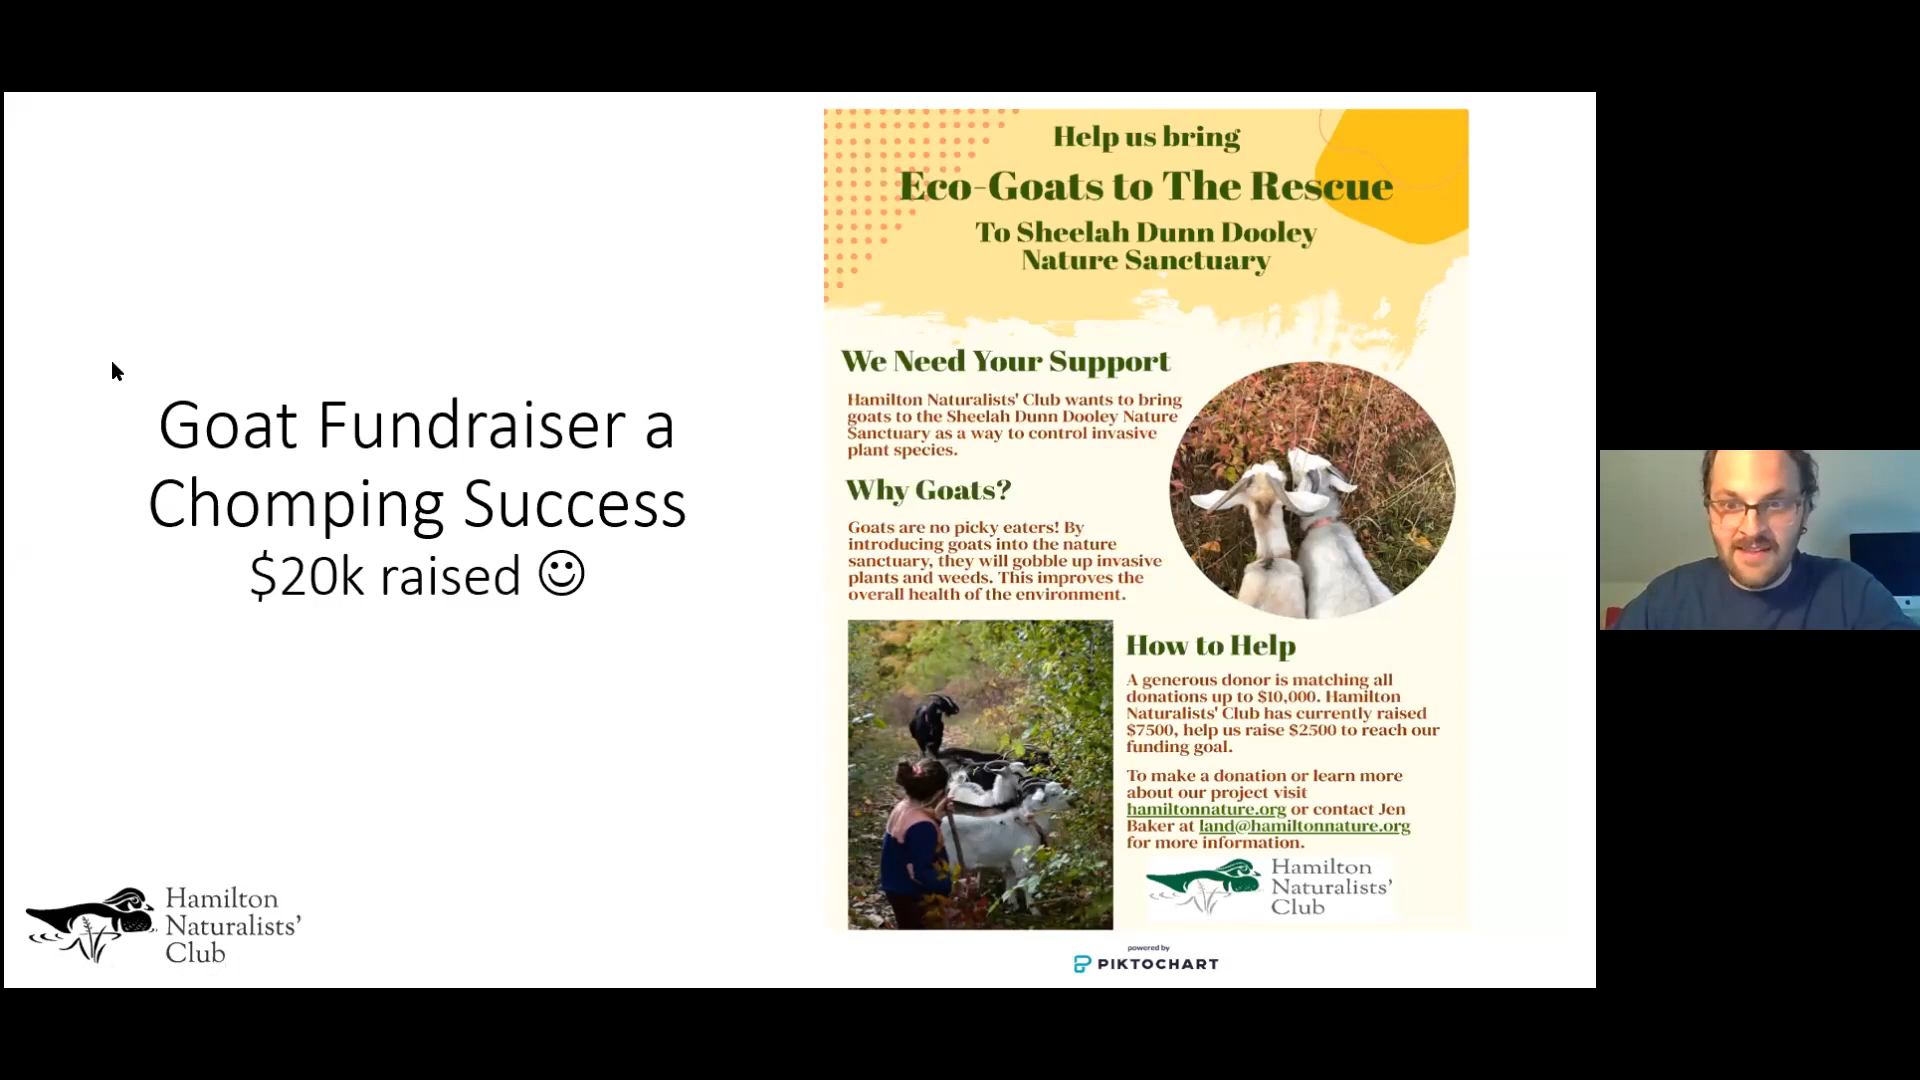 Goat Fundraiser a
Chomping Success
$20k raised ☺
Hamilton
Naturalists'
Club
Help us bring
Eco-Goats to The Rescue
To Sheelah Dunn Dooley
Nature Sanctuary
We Need Your Support
Hamilton Naturalists' Club wants to bring
goats to the Sheelah Dunn Dooley Nature
Sanctuary as a way to control invasive
plant species.
Why Goats?
Goats are no picky eaters! By
introducing goats into the nature
sanctuary, they will gobble up invasive
plants and weeds. This improves the
overall health of the environment.
How to Help
A generous donor is matching all
donations up to $10,000. Hamilton
Naturalists' Club has currently raised
$7500, help us raise $2500 to reach our
funding goal.
To make a donation or learn more
about our project visit
hamiltonnature.org or contact Jen
Baker at land@hamiltonnature.org
for more information.
Hamilton
Naturalists'
Club
powered by
PIKTOCHART